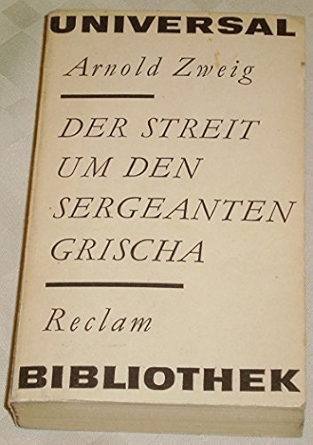 UNIVERSAL
Arnold Zweig
DER STREIT
UM DEN
SERGEANTEN
GRISCHA
Reclam
BIBLIOTHEK